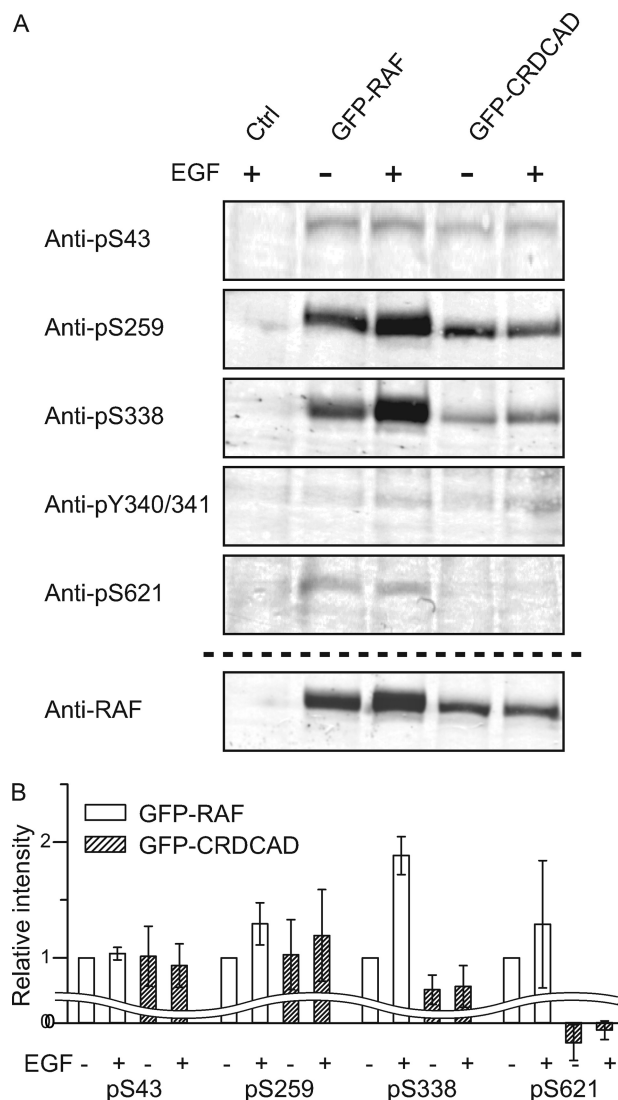 A
Ctrl GFP-RAF GFP-CRDCAD
EGF + - + - +
Anti-pS43
Anti-pS259
Anti-pS338
Anti-pY340/341
Anti-pS621
Anti-RAF
B
GFP-RAF
GFP-CRDCAD
Relative intensity
2
1
0
EGF - + - + - + - + - + - + - + - +
pS43 pS259 pS338 pS621